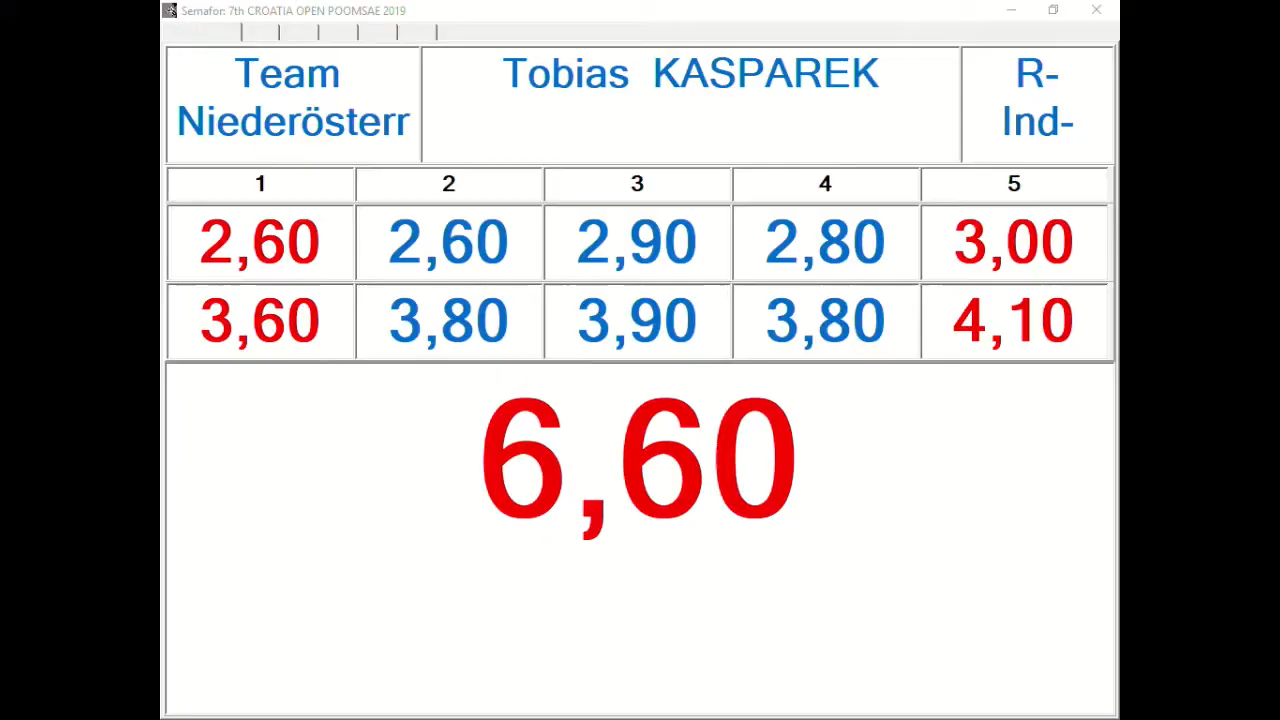 Semafor: 7th CROATIA OPEN POOMSAE 2019
Team Niederösterr
Tobias KASPAREK
R-
Ind-
1 2 3 4 5
2,60 2,60 2,90 2,80 3,00
3,60 3,80 3,90 3,80 4,10
6,60